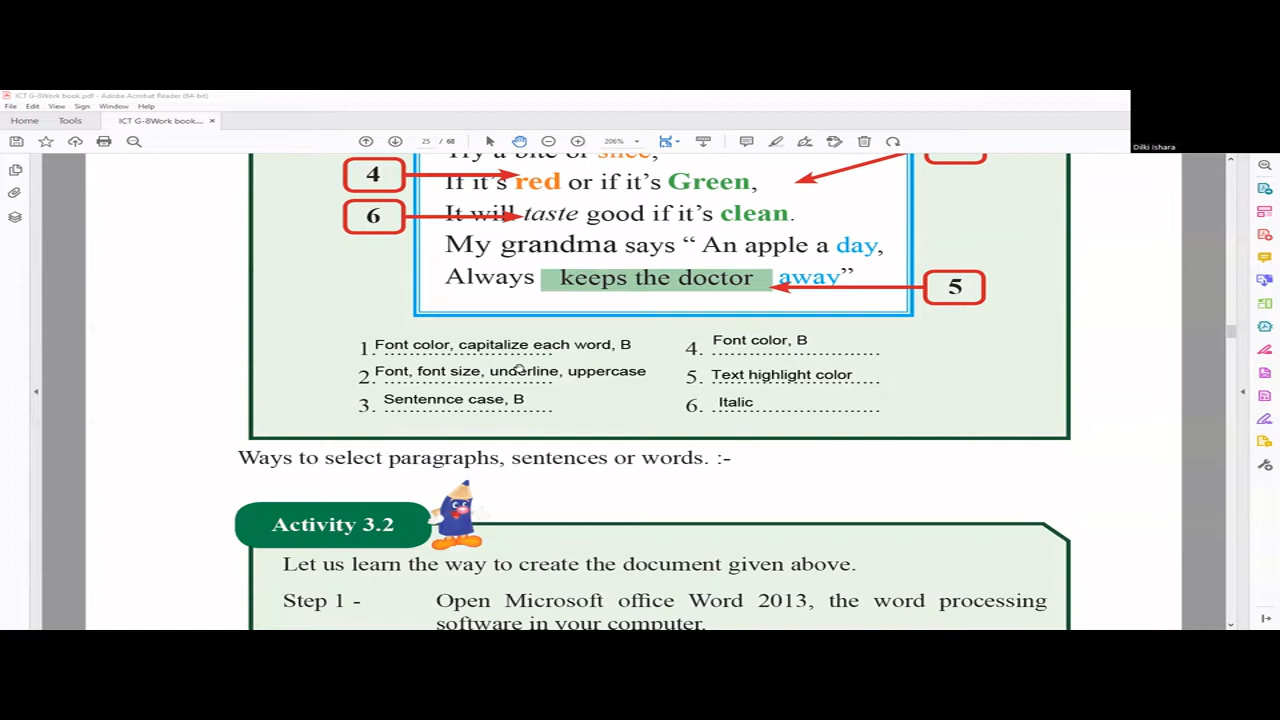 ICT G-8Work book.pdf - Adobe Acrobat Reader (64-bit)
File Edit View Sign Window Help
Home Tools ICT G-8Work book.... ×
25 / 68 206%
Dilki Ishara
Try a bite or slice,
4 If it's red or if it's Green,
6 It will taste good if it's clean.
My grandma says “ An apple a day,
Always keeps the doctor away”
5
1. Font color, capitalize each word, B
2. Font, font size, underline, uppercase
3. Sentennce case, B
4. Font color, B
5. Text highlight color
6. Italic
Ways to select paragraphs, sentences or words. :-
Activity 3.2
Let us learn the way to create the document given above.
Step 1 - Open Microsoft office Word 2013, the word processing
software in your computer.